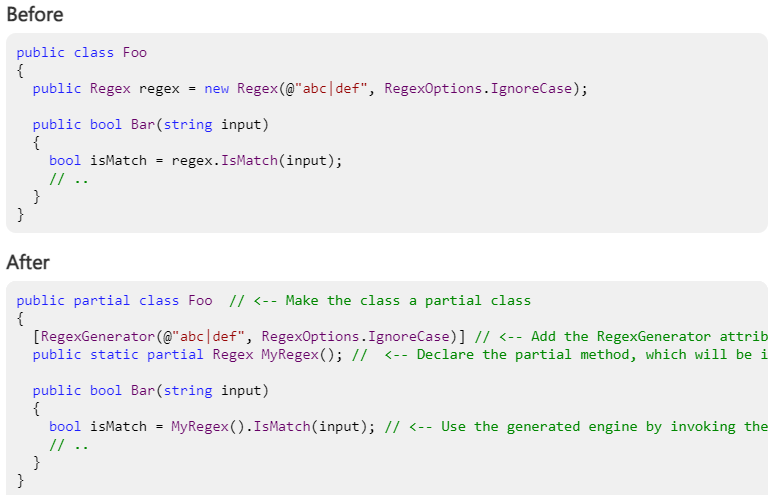 Before
public class Foo
{
  public Regex regex = new Regex(@"abc|def", RegexOptions.IgnoreCase);
  public bool Bar(string input)
  {
    bool isMatch = regex.IsMatch(input);
    // ..
  }
}
After
public partial class Foo  // <-- Make the class a partial class
{
  [RegexGenerator(@"abc|def", RegexOptions.IgnoreCase)] // <-- Add the RegexGenerator attrib
  public static partial Regex MyRegex(); //  <-- Declare the partial method, which will be i
  public bool Bar(string input)
  {
    bool isMatch = MyRegex().IsMatch(input); // <-- Use the generated engine by invoking the
    // ..
  }
}